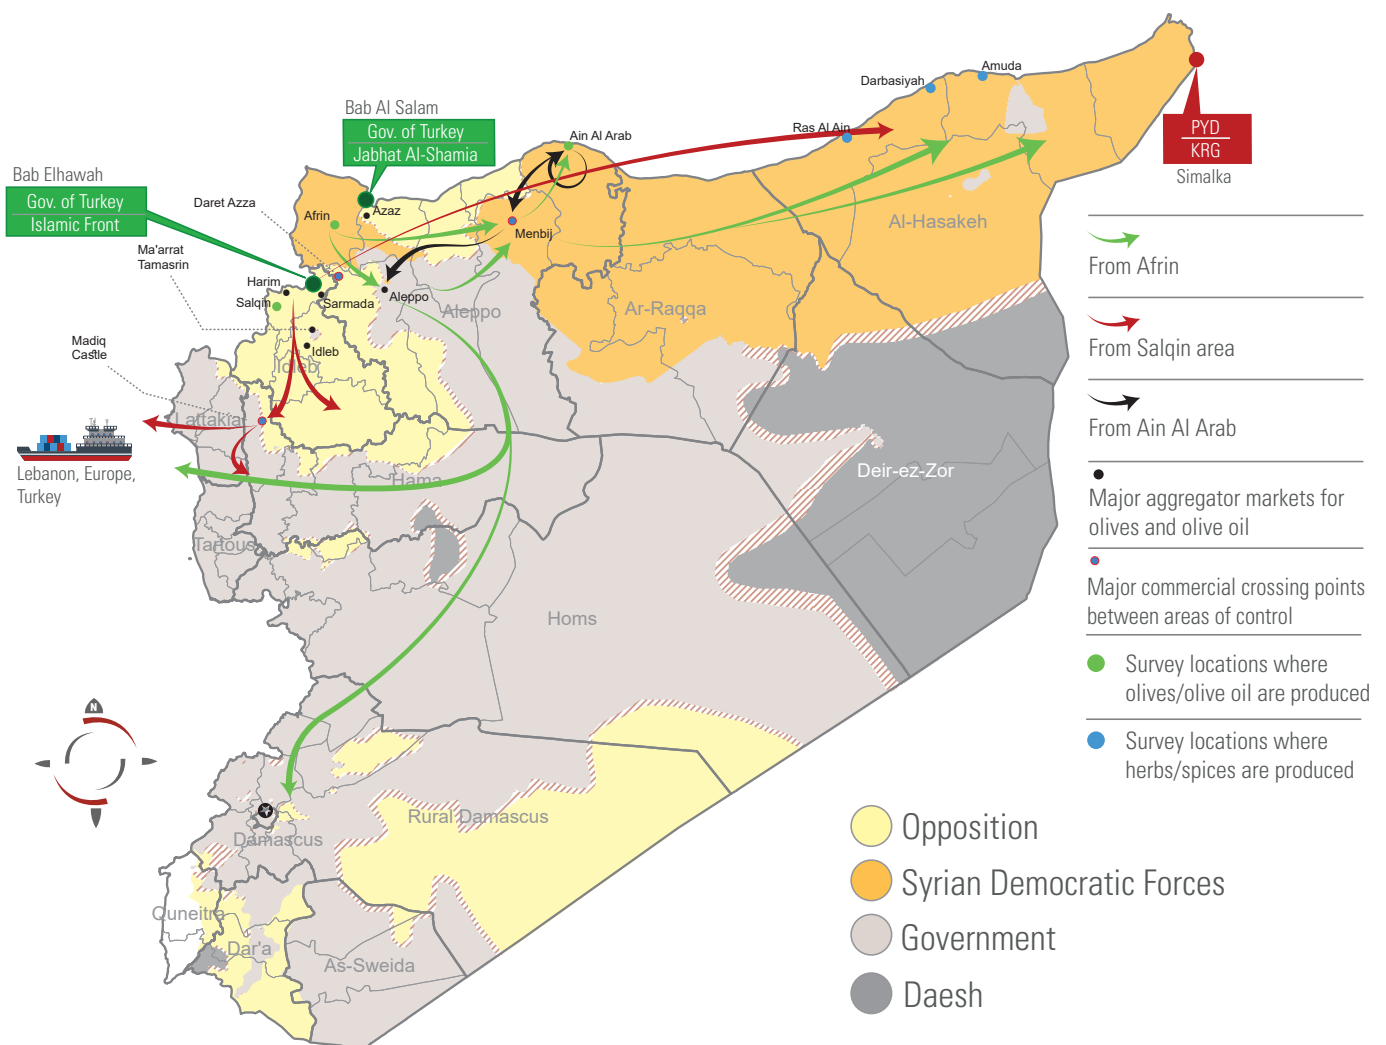 Bab Al Salam
Gov. of Turkey
Jabhat Al-Shamia
Bab Elhawah
Gov. of Turkey
Islamic Front
Daret Azza
Ma'arrat
Tamasrin
Madiq
Castle
Afrin
Azaz
Harim
Salqin
Sarmada
Idleb
Idleb
Aleppo
Aleppo
Menbij
Ain Al Arab
Ras Al Ain
Darbasiyah
Amuda
PYD
KRG
Simalka
Al-Hasakeh
Ar-Raqqa
Deir-ez-Zor
Lattakia
Hama
Tartous
Homs
Lebanon, Europe,
Turkey
N
Rural Damascus
Damascus
Quneitra
Dar'a
As-Sweida
From Afrin
From Salqin area
From Ain Al Arab
Major aggregator markets for
olives and olive oil
Major commercial crossing points
between areas of control
Survey locations where
olives/olive oil are produced
Survey locations where
herbs/spices are produced
Opposition
Syrian Democratic Forces
Government
Daesh